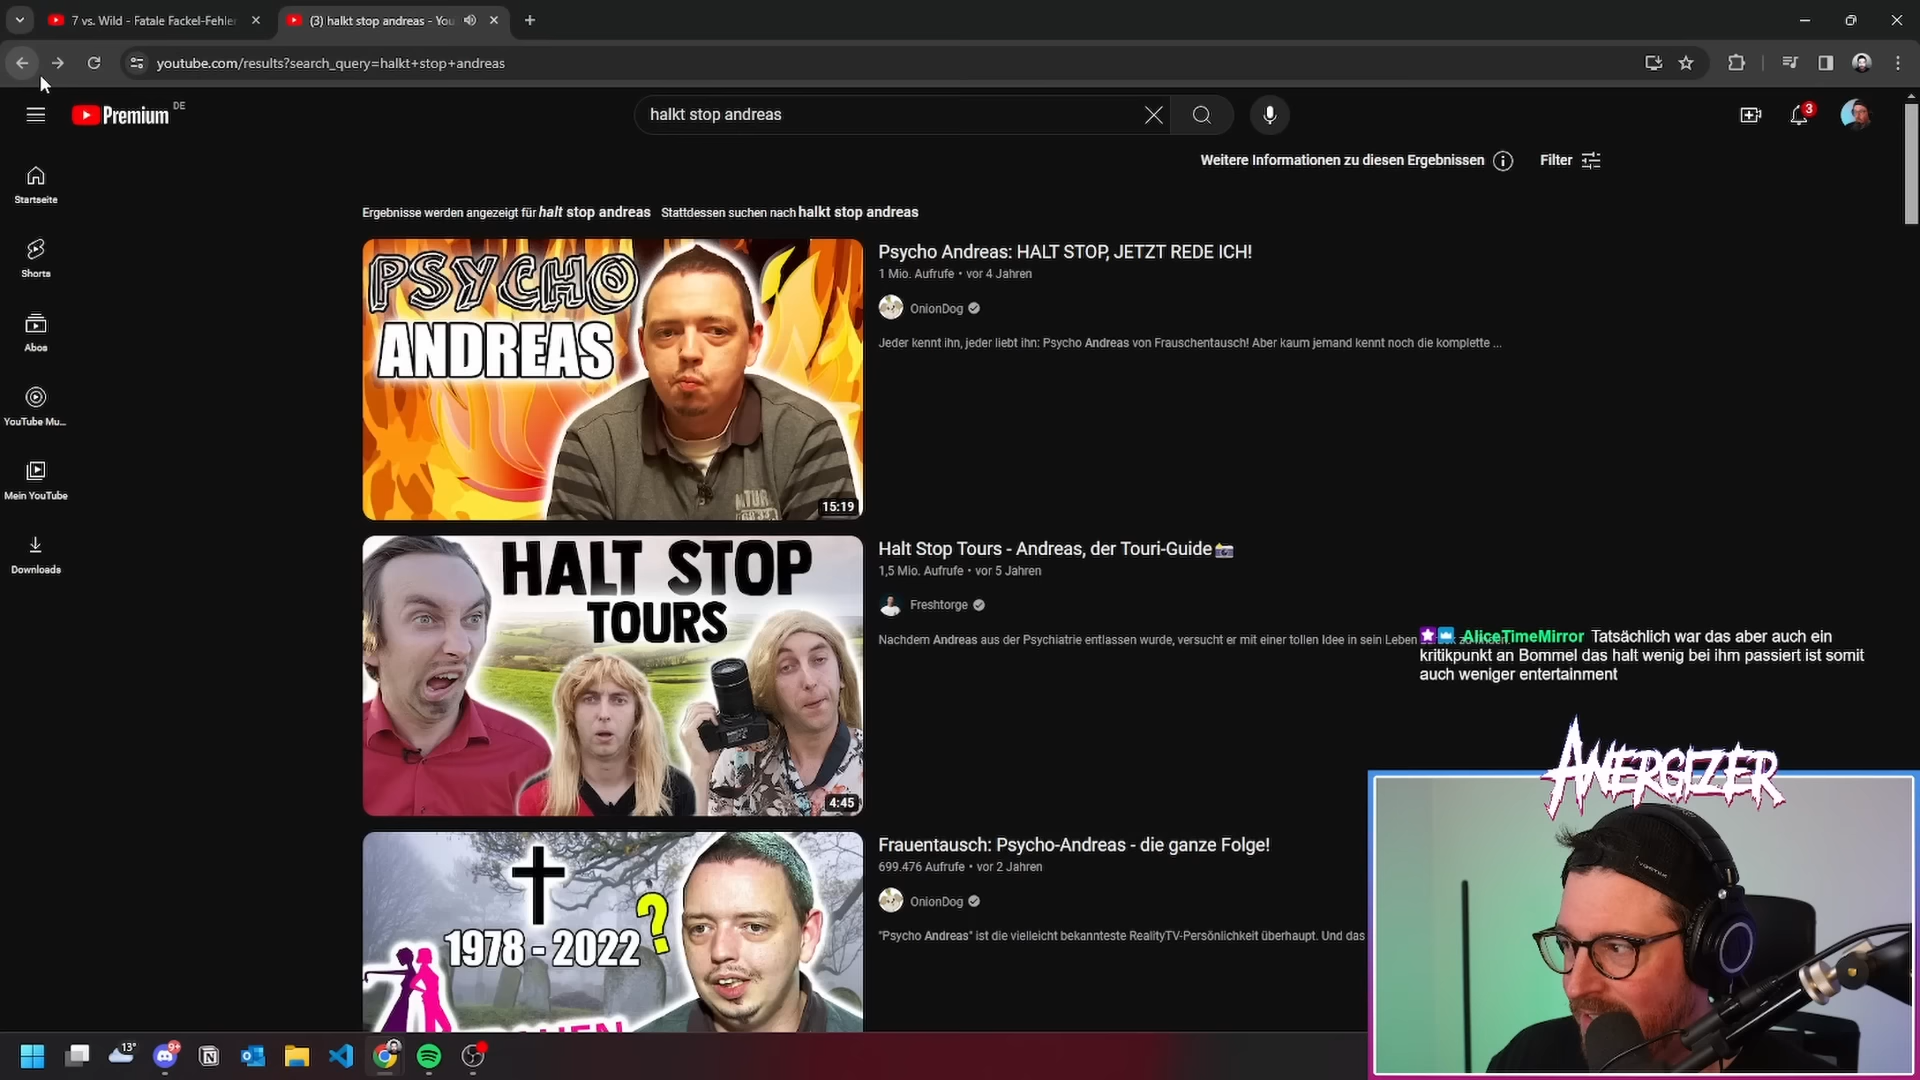 7 vs. Wild - Fatale Fackel-Fehler
(3) halkt stop andreas - You
youtube.com/results?search_query=halkt+stop+andreas
Premium DE
halkt stop andreas
3
Weitere Informationen zu diesen Ergebnissen
Filter
Startseite
Shorts
Abos
YouTube Mu...
Mein YouTube
Downloads
Ergebnisse werden angezeigt für halt stop andreas Stattdessen suchen nach halkt stop andreas
PSYCHO
ANDREAS
15:19
Psycho Andreas: HALT STOP, JETZT REDE ICH!
1 Mio. Aufrufe • vor 4 Jahren
OnionDog
Jeder kennt ihn, jeder liebt ihn: Psycho Andreas von Frauschentausch! Aber kaum jemand kennt noch die komplette ...
HALT STOP
TOURS
4:45
Halt Stop Tours - Andreas, der Touri-Guide
1,5 Mio. Aufrufe • vor 5 Jahren
Freshtorge
Nachdem Andreas aus der Psychiatrie entlassen wurde, versucht er mit einer tollen Idee in sein Leben
AliceTimeMirror Tatsächlich war das aber auch ein
kritikpunkt an Bommel das halt wenig bei ihm passiert ist somit
auch weniger entertainment
1978 - 2022
?
Frauentausch: Psycho-Andreas - die ganze Folge!
699.476 Aufrufe • vor 2 Jahren
OnionDog
"Psycho Andreas" ist die vielleicht bekannteste RealityTV-Persönlichkeit überhaupt. Und das
AWERGIZER
13°
9+